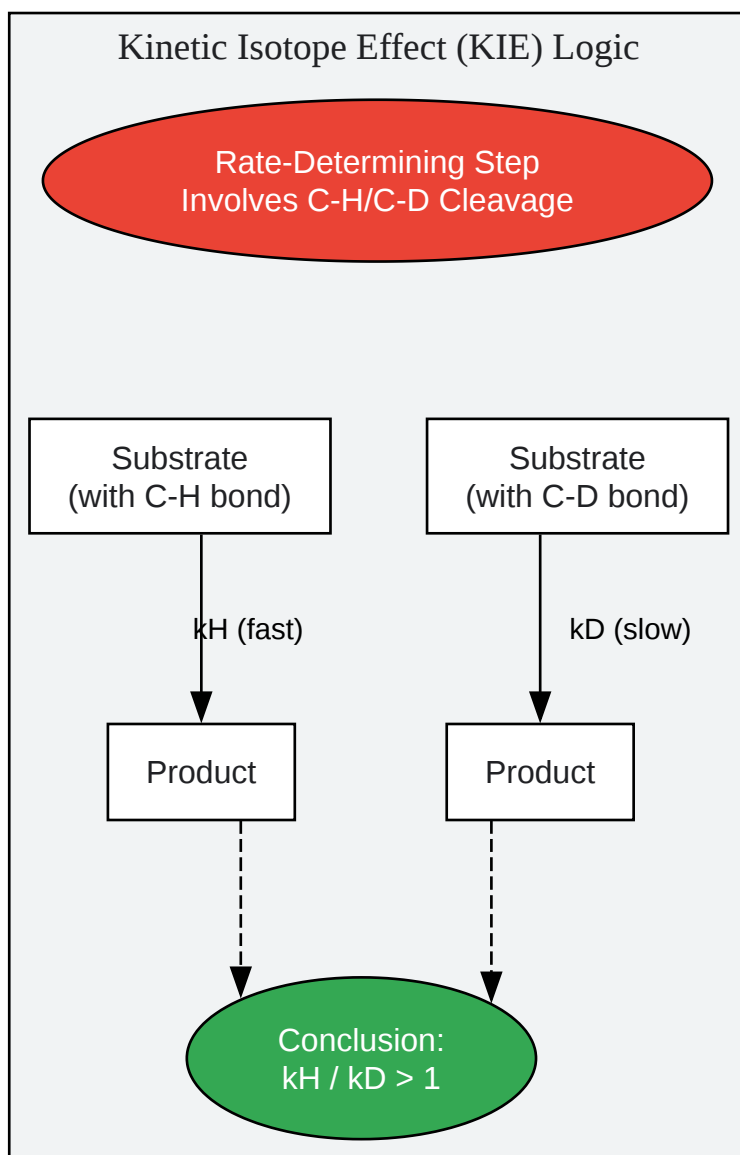 Kinetic Isotope Effect (KIE) Logic
Rate-Determining Step
Involves C-H/C-D Cleavage
Substrate
(with C-H bond)
Substrate
(with C-D bond)
kH (fast)
kD (slow)
Product
Product
Conclusion:
kH / kD > 1